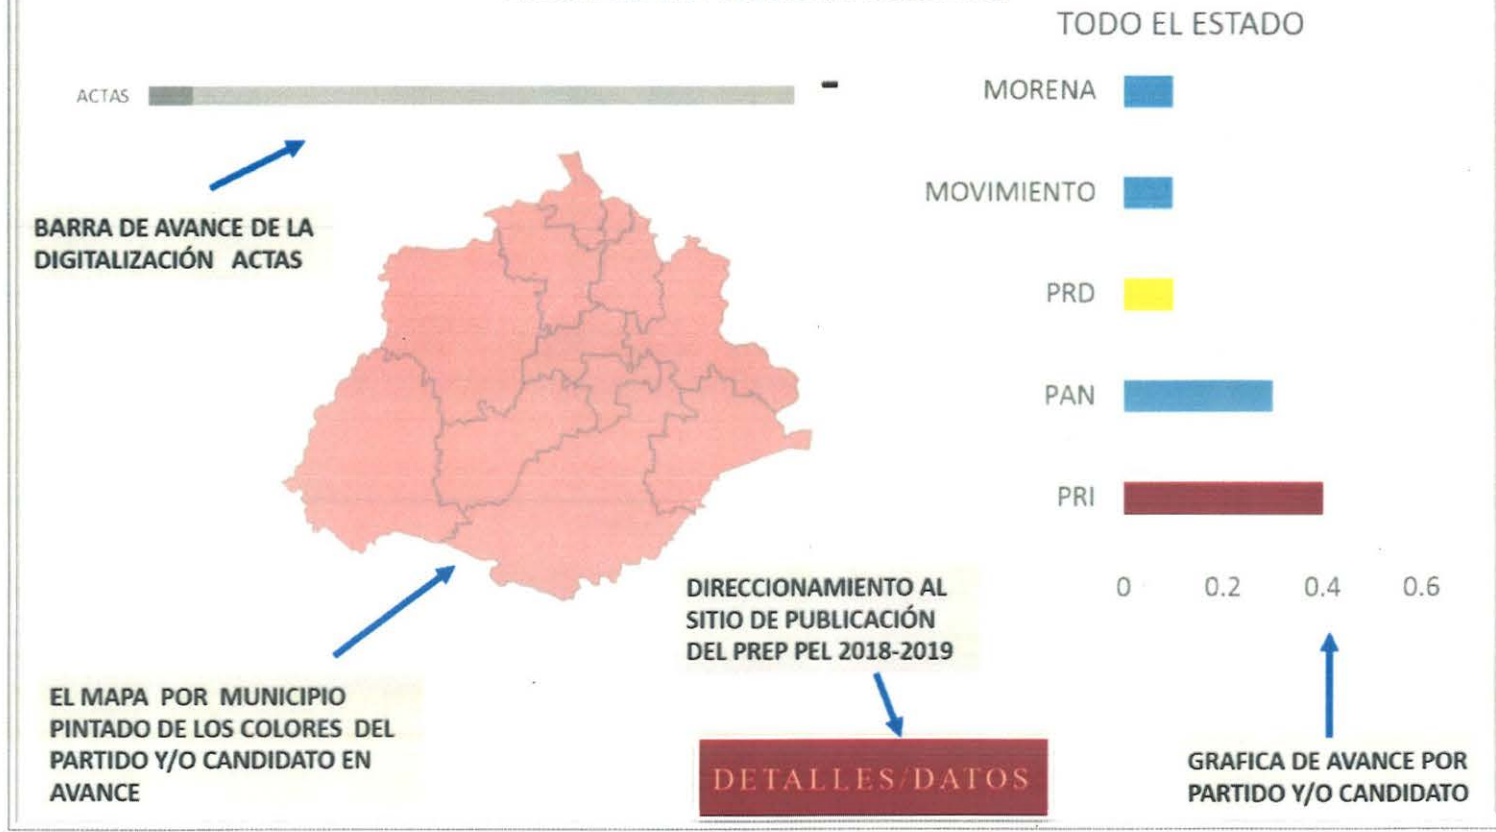 TODO EL ESTADO
ACTAS
-
MORENA
MOVIMIENTO
PRD
PAN
PRI
0 0.2 0.4 0.6
BARRA DE AVANCE DE LA
DIGITALIZACIÓN ACTAS
EL MAPA POR MUNICIPIO
PINTADO DE LOS COLORES DEL
PARTIDO Y/O CANDIDATO EN
AVANCE
DIRECCIONAMIENTO AL
SITIO DE PUBLICACIÓN
DEL PREP PEL 2018-2019
DETALLES/DATOS
GRAFICA DE AVANCE POR
PARTIDO Y/O CANDIDATO